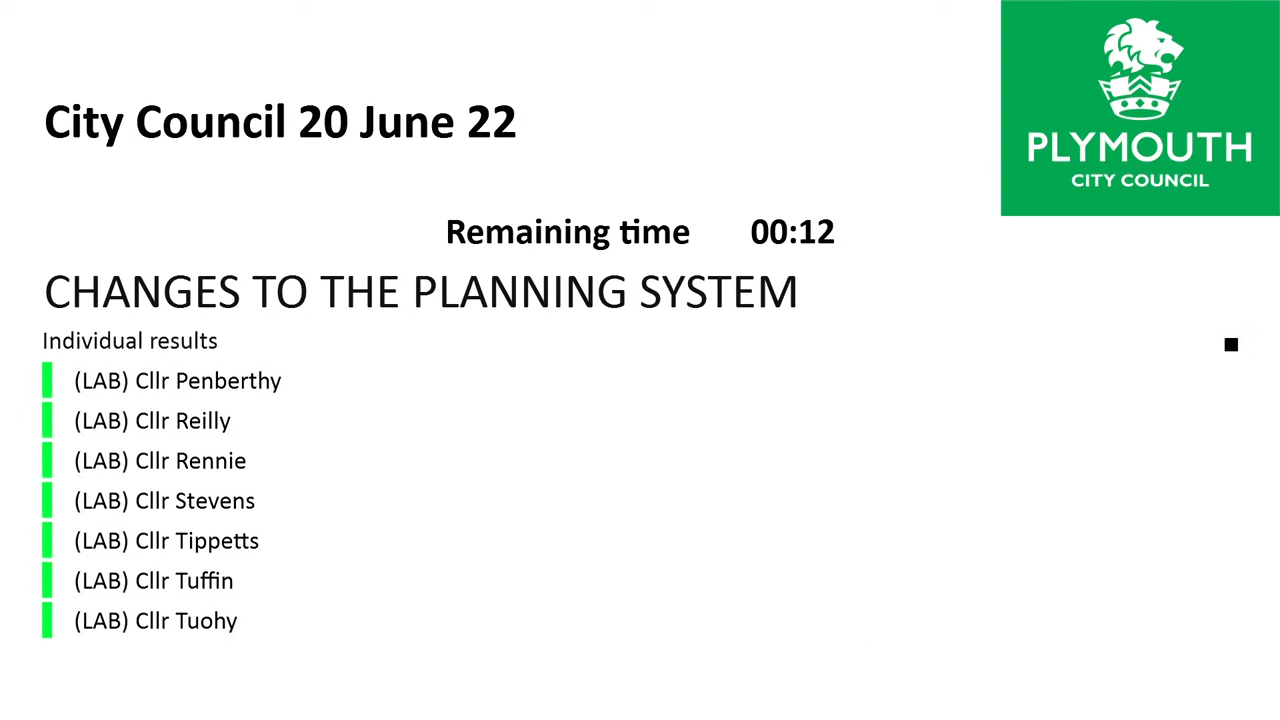 City Council 20 June 22
PLYMOUTH
CITY COUNCIL
Remaining time 00:12
CHANGES TO THE PLANNING SYSTEM
Individual results
(LAB) Cllr Penberthy
(LAB) Cllr Reilly
(LAB) Cllr Rennie
(LAB) Cllr Stevens
(LAB) Cllr Tippetts
(LAB) Cllr Tuffin
(LAB) Cllr Tuohy